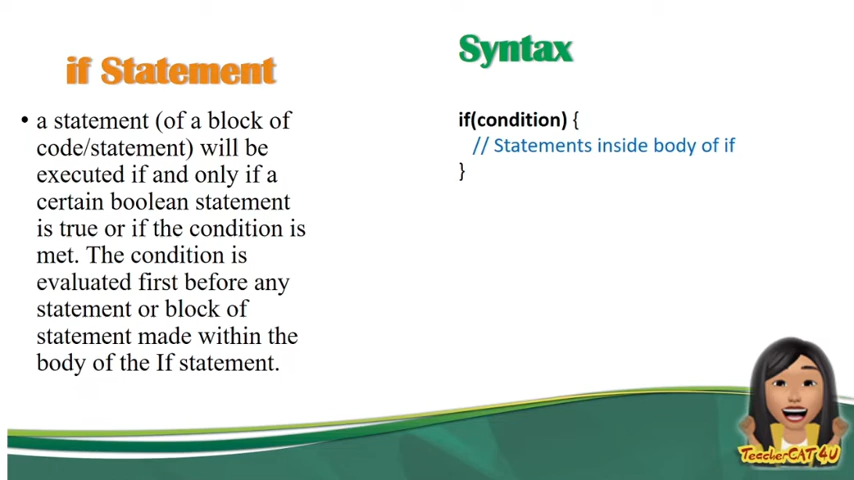 if Statement
• a statement (of a block of
code/statement) will be
executed if and only if a
certain boolean statement
is true or if the condition is
met. The condition is
evaluated first before any
statement or block of
statement made within the
body of the If statement.
Syntax
if(condition) {
// Statements inside body of if
}
TeacherCAT 4U